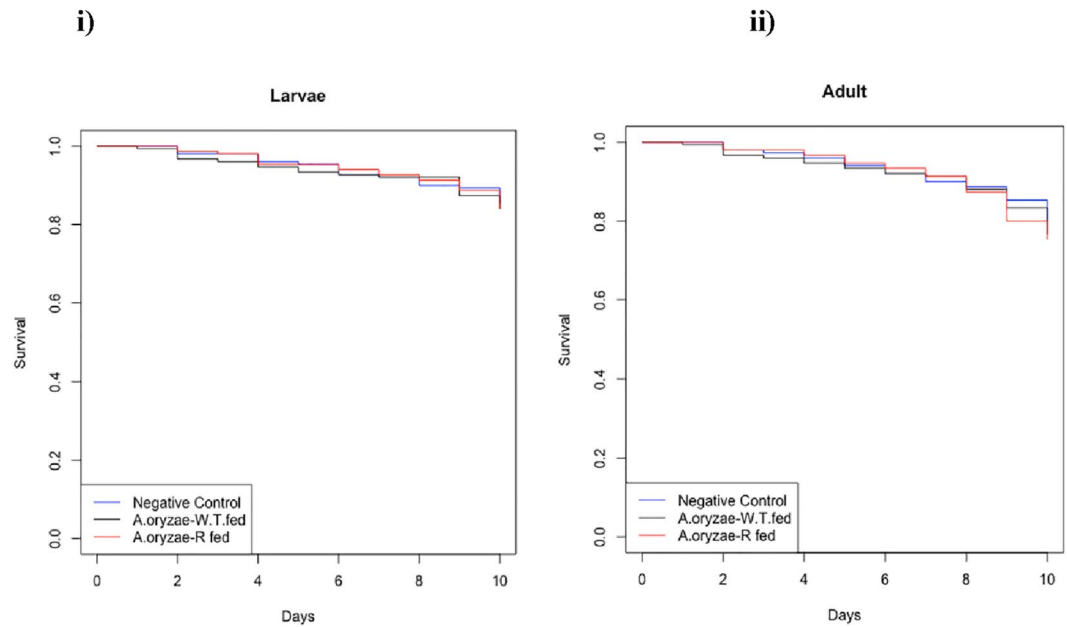 i)
ii)
Larvae
Survival
1.0
0.8
0.6
0.4
0.2
0.0
Negative Control
A.oryzae-W.T.fed
A.oryzae-R fed
0 2 4 6 8 10
Days
Adult
Survival
1.0
0.8
0.6
0.4
0.2
0.0
Negative Control
A.oryzae-W.T.fed
A.oryzae-R fed
0 2 4 6 8 10
Days